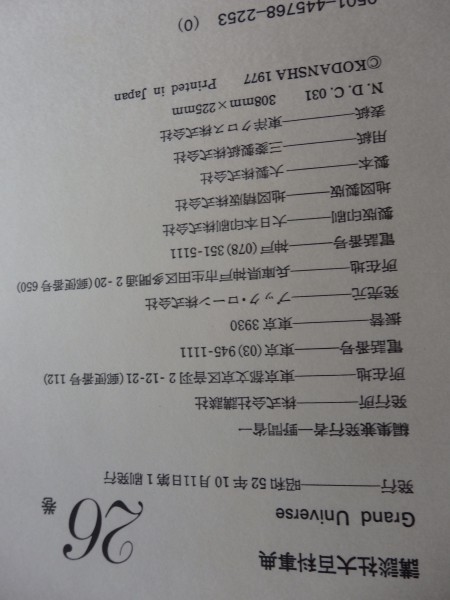 講談社大百科事典
Grand Universe
26巻
発行――昭和52年10月11日第1刷発行
編集兼発行者―野間省一
発行所――株式会社講談社
所在地――東京都文京区音羽2-12-21(郵便番号112)
電話番号――東京(03)945-1111
振替――東京3930
発売元――ブック・ローン株式会社
所在地――兵庫県神戸市生田区多聞通2-20(郵便番号650)
電話番号――神戸(078)351-5111
製版印刷――大日本印刷株式会社
地図製版――地図精版株式会社
製本――大製株式会社
用紙――三菱製紙株式会社
表紙――東洋クロス株式会社
N. D. C. 031 308mm×225mm
©KODANSHA 1977 Printed in Japan
0501-445768-2253 (0)